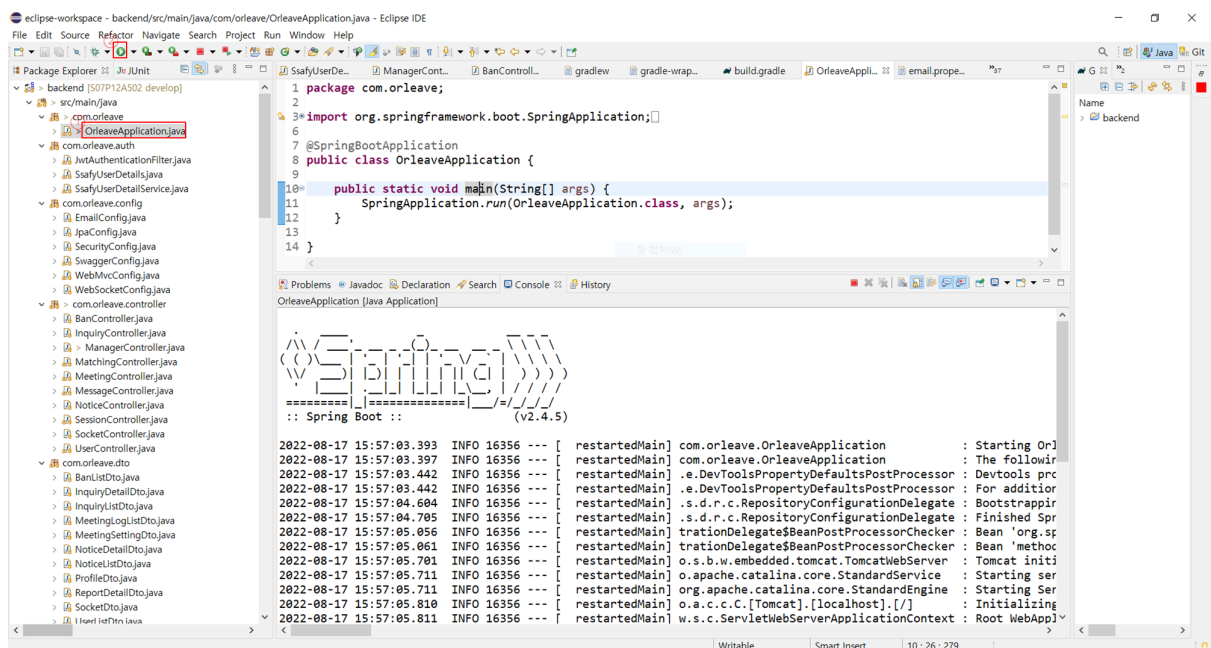 eclipse-workspace - backend/src/main/java/com/orleave/OrleaveApplication.java - Eclipse IDE
File Edit Source Refactor Navigate Search Project Run Window Help
Java Git
Package Explorer JUnit
SsafyUserDe... ManagerCont... BanControll... gradlew gradle-wrap... build.gradle OrleaveAppli... email.prope... »37
G »2
backend [S07P12A502 develop]
src/main/java
com.orleave
OrleaveApplication.java
com.orleave.auth
JwtAuthenticationFilter.java
SsafyUserDetails.java
SsafyUserDetailService.java
com.orleave.config
EmailConfig.java
JpaConfig.java
SecurityConfig.java
SwaggerConfig.java
WebMvcConfig.java
WebSocketConfig.java
> com.orleave.controller
BanController.java
InquiryController.java
> ManagerController.java
MatchingController.java
MeetingController.java
MessageController.java
NoticeController.java
SessionController.java
SocketController.java
UserController.java
com.orleave.dto
BanListDto.java
InquiryDetailDto.java
InquiryListDto.java
MeetingLogListDto.java
MeetingSettingDto.java
NoticeDetailDto.java
NoticeListDto.java
ProfileDto.java
ReportDetailDto.java
SocketDto.java
UserListDto.java
1 package com.orleave;
2
3 import org.springframework.boot.SpringApplication;
6
7 @SpringBootApplication
8 public class OrleaveApplication {
9
10 public static void main(String[] args) {
11 SpringApplication.run(OrleaveApplication.class, args);
12 }
13
14 }
Name
backend
Problems Javadoc Declaration Search Console History
OrleaveApplication [Java Application]
:: Spring Boot :: (v2.4.5)
2022-08-17 15:57:03.393 INFO 16356 --- [ restartedMain] com.orleave.OrleaveApplication : Starting Orl
2022-08-17 15:57:03.397 INFO 16356 --- [ restartedMain] com.orleave.OrleaveApplication : The followin
2022-08-17 15:57:03.442 INFO 16356 --- [ restartedMain] .e.DevToolsPropertyDefaultsPostProcessor : Devtools pro
2022-08-17 15:57:03.442 INFO 16356 --- [ restartedMain] .e.DevToolsPropertyDefaultsPostProcessor : For addition
2022-08-17 15:57:04.604 INFO 16356 --- [ restartedMain] .s.d.r.c.RepositoryConfigurationDelegate : Bootstrappin
2022-08-17 15:57:04.705 INFO 16356 --- [ restartedMain] .s.d.r.c.RepositoryConfigurationDelegate : Finished Spr
2022-08-17 15:57:05.056 INFO 16356 --- [ restartedMain] trationDelegate$BeanPostProcessorChecker : Bean 'org.sp
2022-08-17 15:57:05.061 INFO 16356 --- [ restartedMain] trationDelegate$BeanPostProcessorChecker : Bean 'method
2022-08-17 15:57:05.701 INFO 16356 --- [ restartedMain] o.s.b.w.embedded.tomcat.TomcatWebServer : Tomcat initi
2022-08-17 15:57:05.711 INFO 16356 --- [ restartedMain] o.apache.catalina.core.StandardService : Starting ser
2022-08-17 15:57:05.711 INFO 16356 --- [ restartedMain] org.apache.catalina.core.StandardEngine : Starting Ser
2022-08-17 15:57:05.810 INFO 16356 --- [ restartedMain] o.a.c.c.C.[Tomcat].[localhost].[/] : Initializing
2022-08-17 15:57:05.811 INFO 16356 --- [ restartedMain] w.s.c.ServletWebServerApplicationContext : Root WebAppl
Writable Smart Insert 10 : 26 : 279